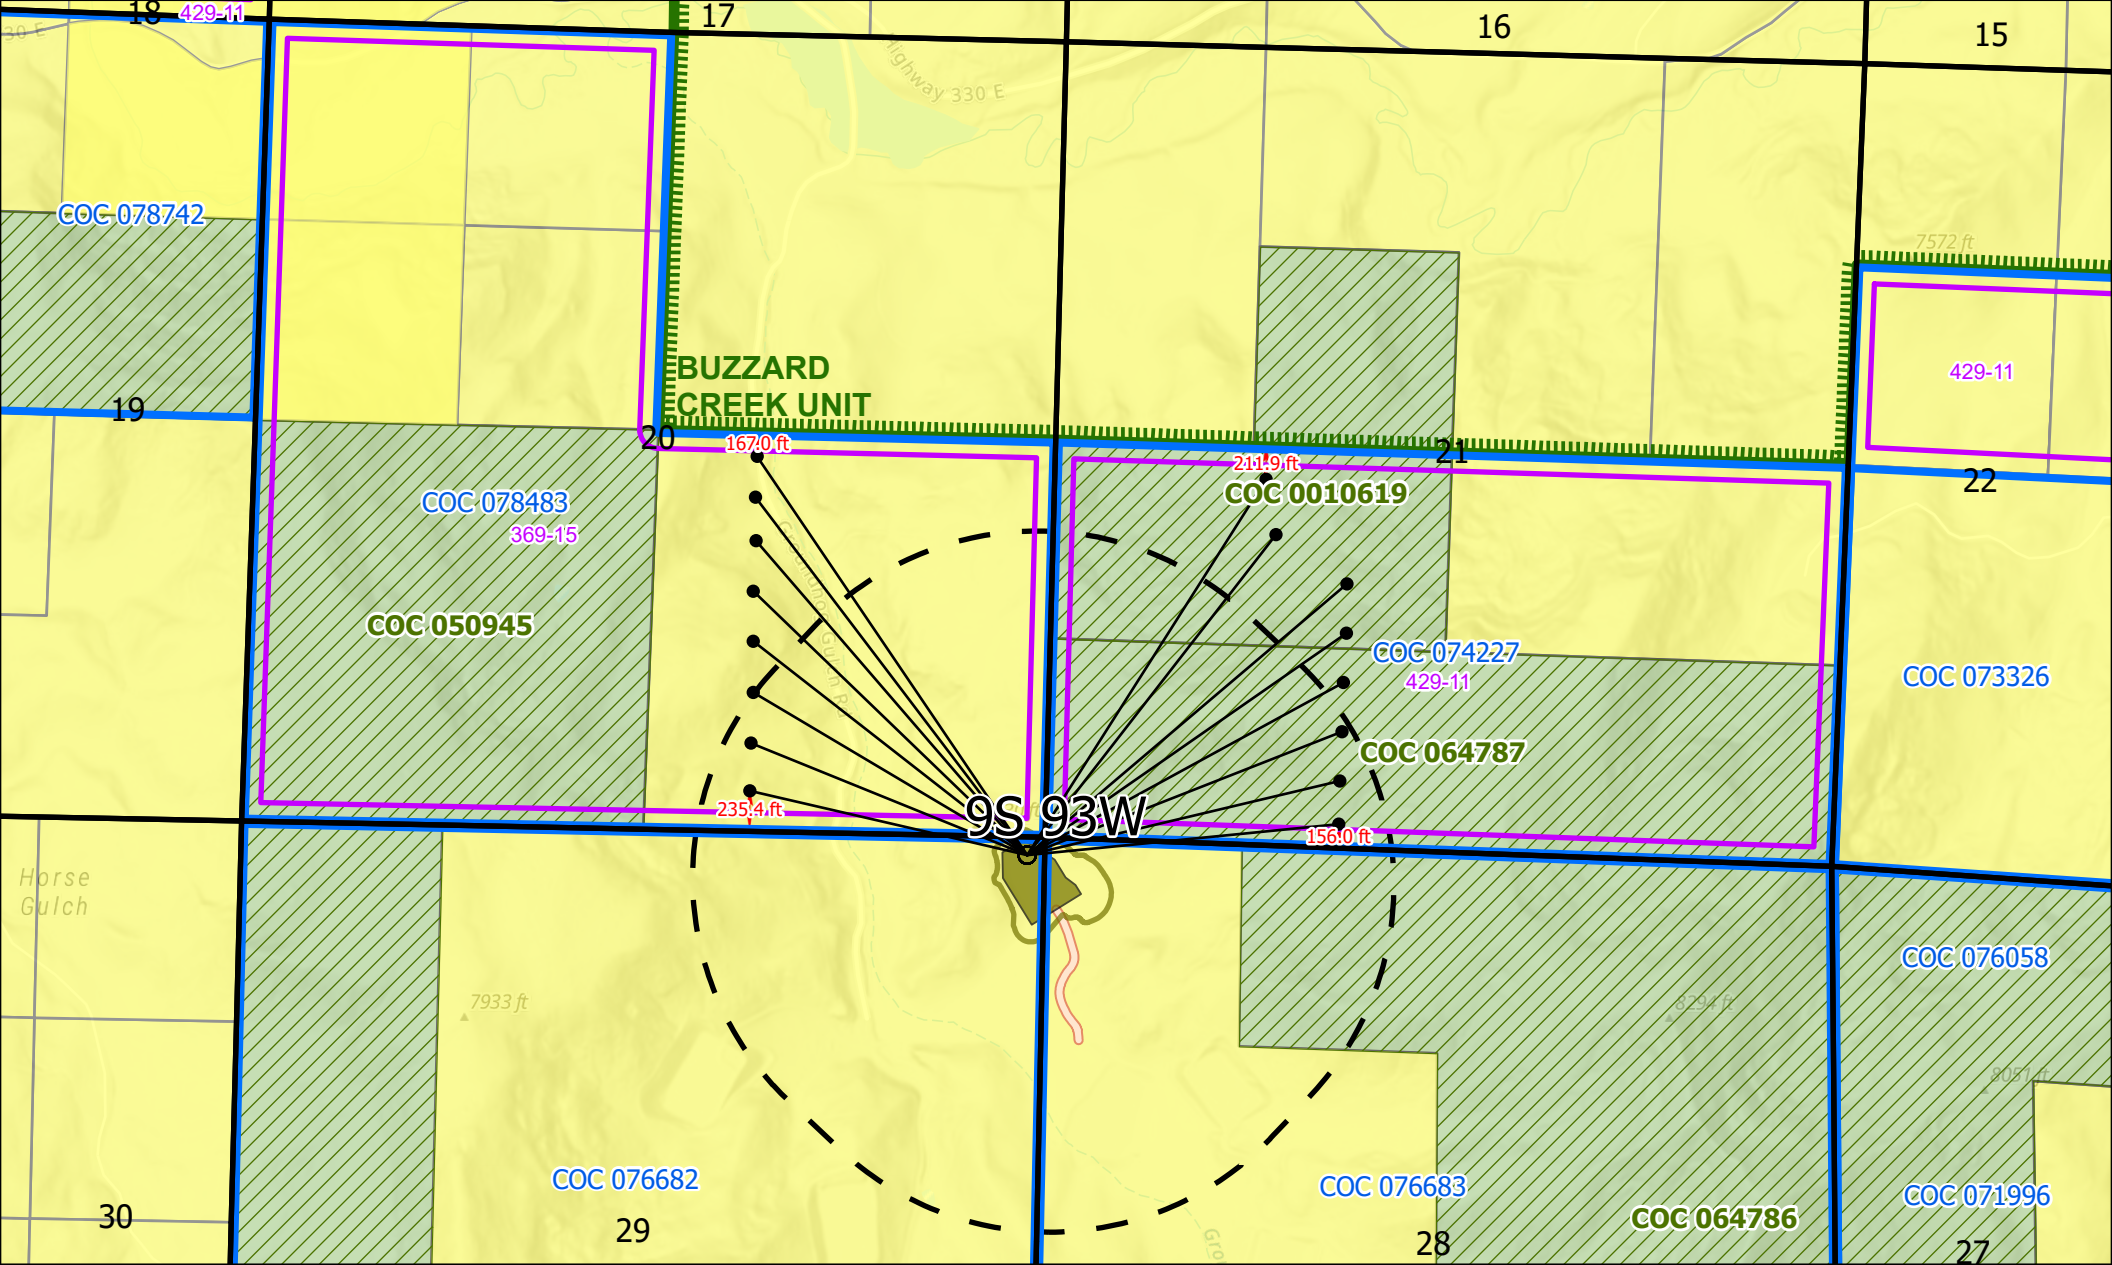 18
429-11
17
16
15
330 E
Highway 330 E
COC 078742
7572 ft
BUZZARD
CREEK UNIT
429-11
19
20
167.0 ft
21
211.9 ft
22
COC 0010619
COC 078483
369-15
COC 050945
COC 074227
429-11
COC 073326
COC 064787
235.4 ft
9S 93W
156.0 ft
Horse
Gulch
COC 076058
7933 ft
8294 ft
8051 ft
COC 076682
COC 076683
COC 071996
30
29
COC 064786
28
27
Gro